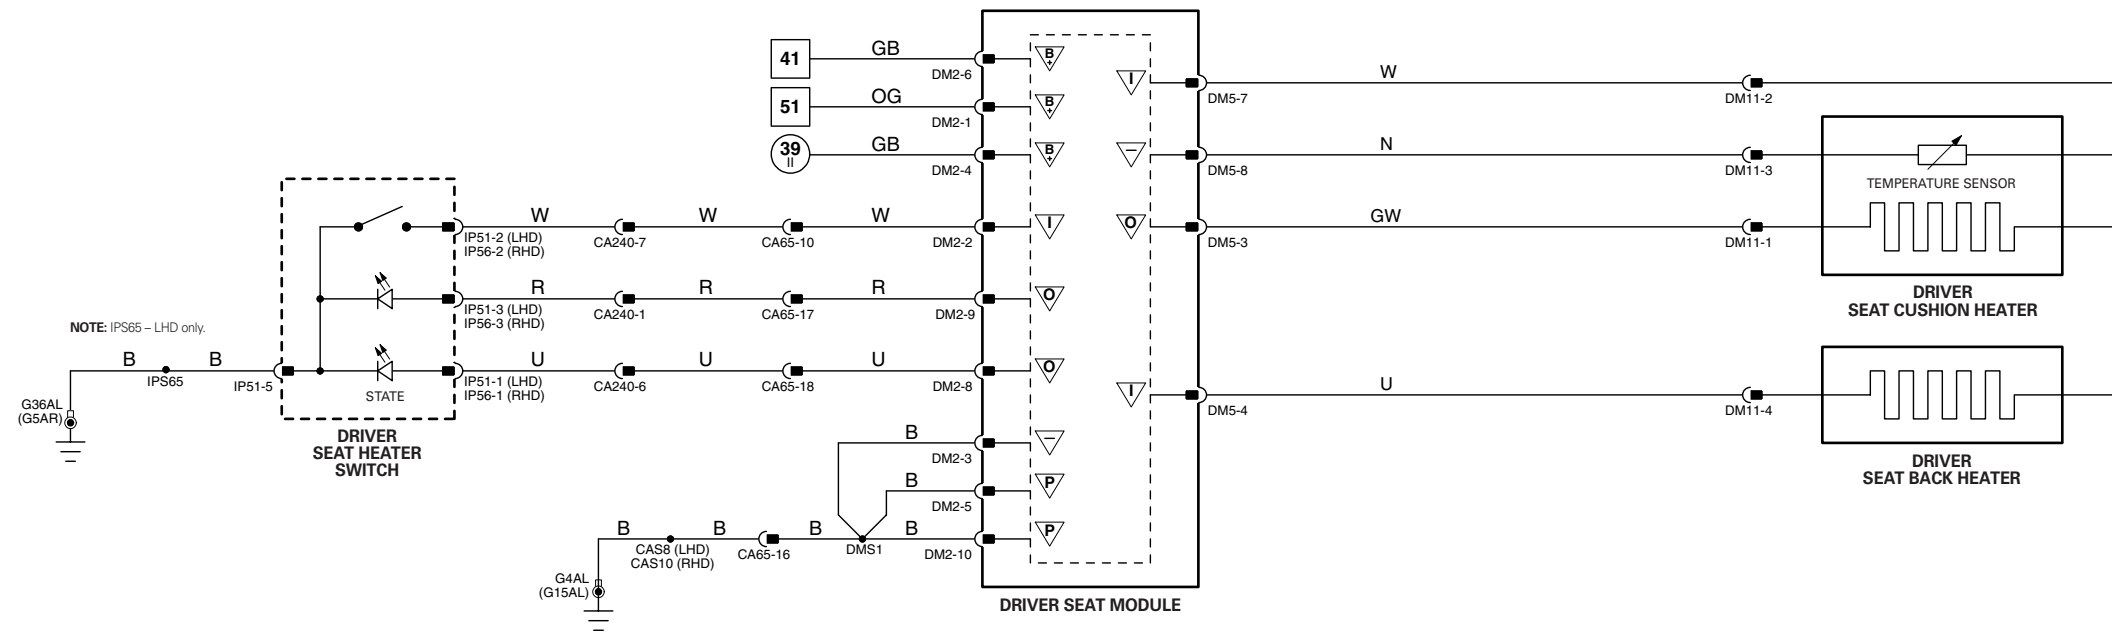 41
GB
DM2-6
B
+
51
OG
DM2-1
B
+
39
II
GB
DM2-4
B
+
I
DM5-7
W
DM11-2
–
DM5-8
N
DM11-3
TEMPERATURE SENSOR
O
DM5-3
GW
DM11-1
DRIVER
SEAT CUSHION HEATER
W
IP51-2 (LHD)
IP56-2 (RHD)
CA240-7
W
CA65-10
W
DM2-2
I
R
IP51-3 (LHD)
IP56-3 (RHD)
CA240-1
R
CA65-17
R
DM2-9
O
NOTE: IPS65 – LHD only.
B
IPS65
B
IP51-5
G36AL
(G5AR)
STATE
U
IP51-1 (LHD)
IP56-1 (RHD)
CA240-6
U
CA65-18
U
DM2-8
O
DRIVER
SEAT HEATER
SWITCH
I
DM5-4
U
DM11-4
DRIVER
SEAT BACK HEATER
B
DM2-3
–
B
DM2-5
P
B
CAS8 (LHD)
CAS10 (RHD)
B
CA65-16
B
DMS1
B
DM2-10
P
G4AL
(G15AL)
DRIVER SEAT MODULE